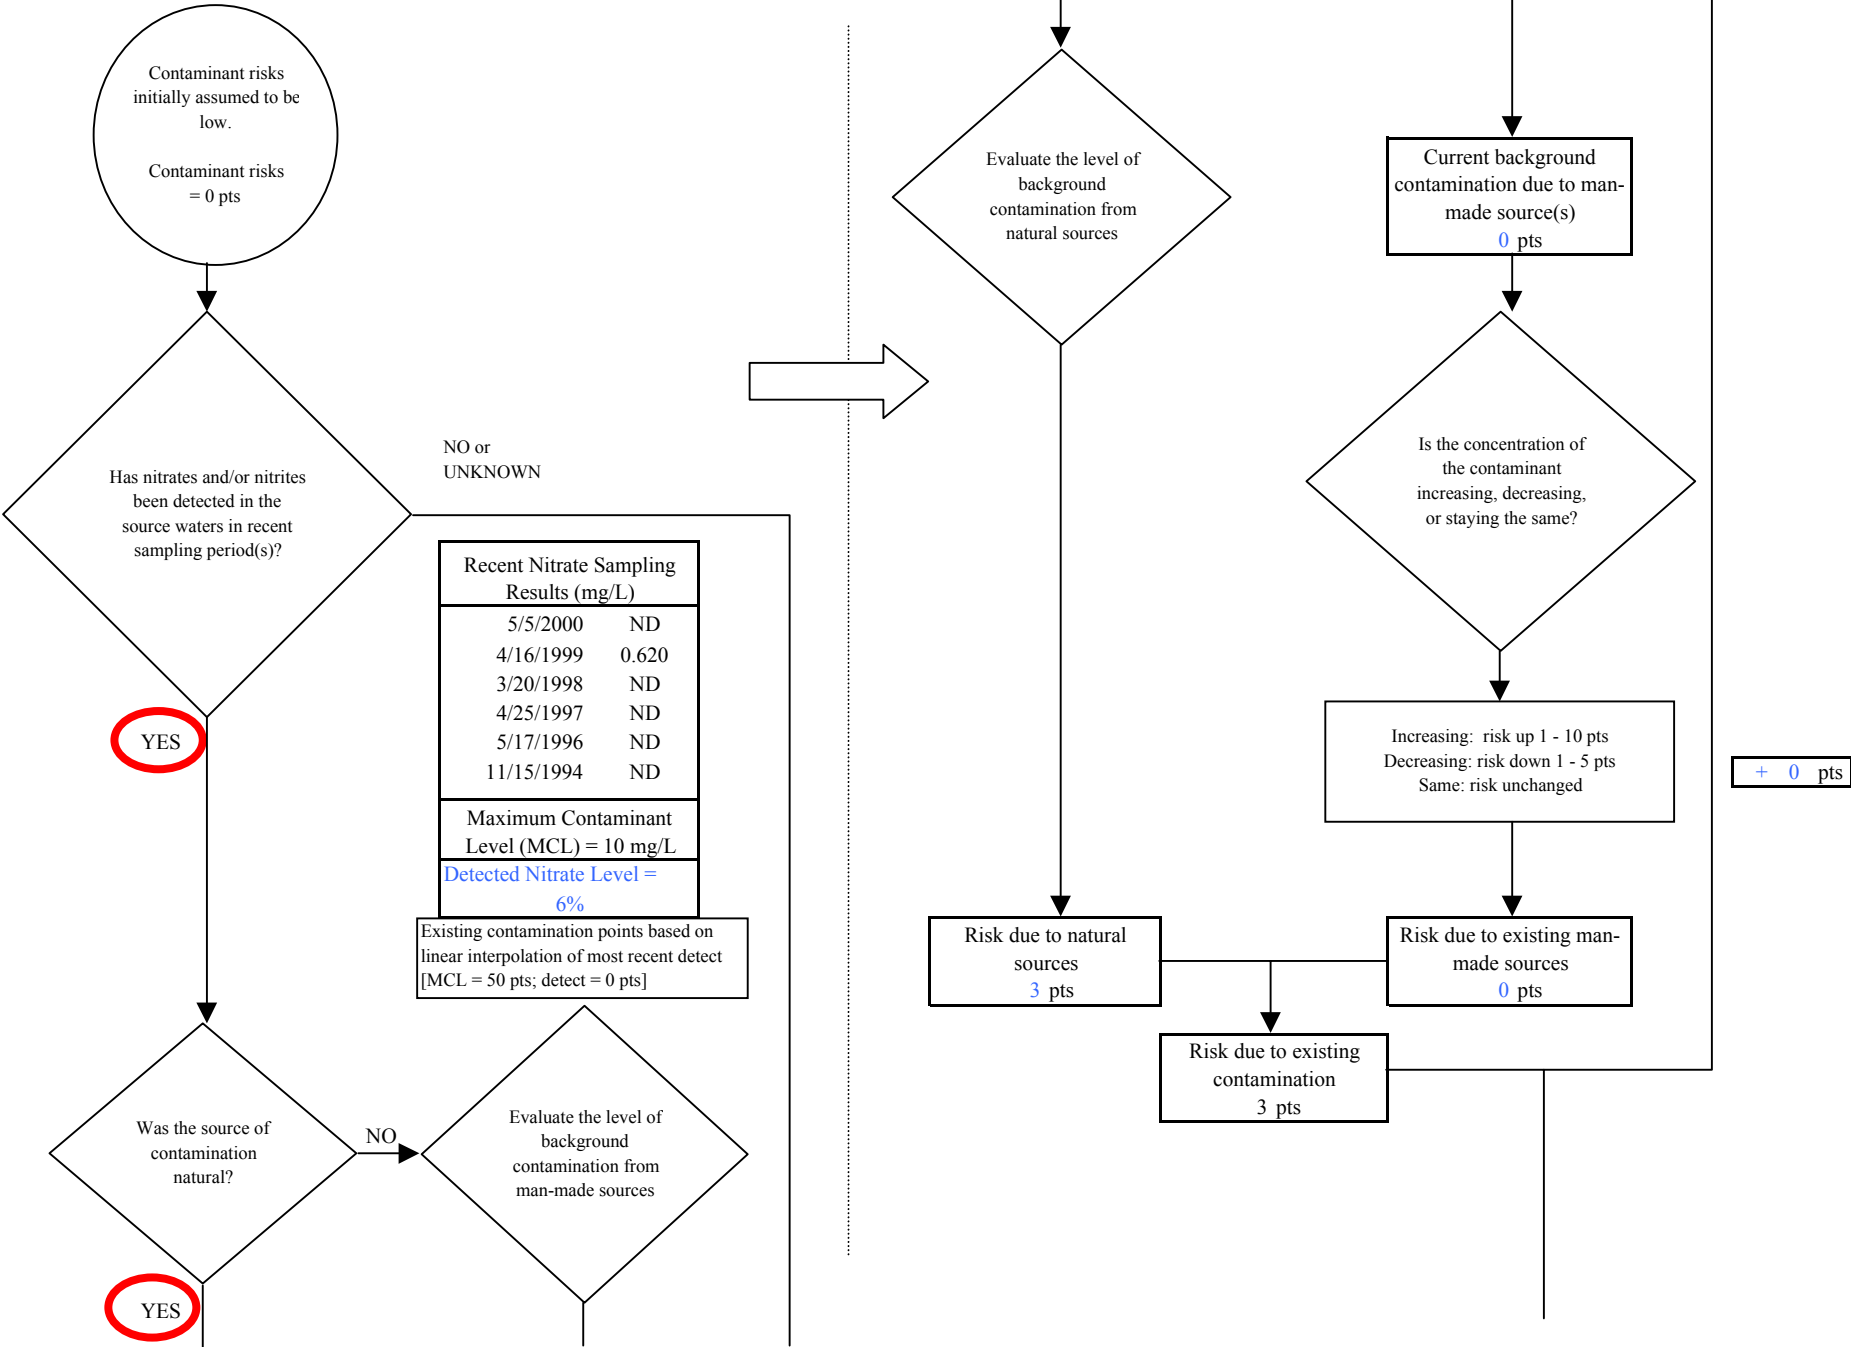 Contaminant risks
initially assumed to be
low.
Contaminant risks
= 0 pts
Has nitrates and/or nitrites
been detected in the
source waters in recent
sampling period(s)?
NO or
UNKNOWN
YES
Recent Nitrate Sampling
Results (mg/L)
5/5/2000 ND
4/16/1999 0.620
3/20/1998 ND
4/25/1997 ND
5/17/1996 ND
11/15/1994 ND
Maximum Contaminant
Level (MCL) = 10 mg/L
Detected Nitrate Level =
6%
Existing contamination points based on
linear interpolation of most recent detect
[MCL = 50 pts; detect = 0 pts]
Was the source of
contamination
natural?
NO
YES
Evaluate the level of
background
contamination from
man-made sources
Evaluate the level of
background
contamination from
natural sources
Current background
contamination due to man-
made source(s)
0 pts
Is the concentration of
the contaminant
increasing, decreasing,
or staying the same?
Increasing: risk up 1 - 10 pts
Decreasing: risk down 1 - 5 pts
Same: risk unchanged
+ 0 pts
Risk due to natural
sources
3 pts
Risk due to existing man-
made sources
0 pts
Risk due to existing
contamination
3 pts